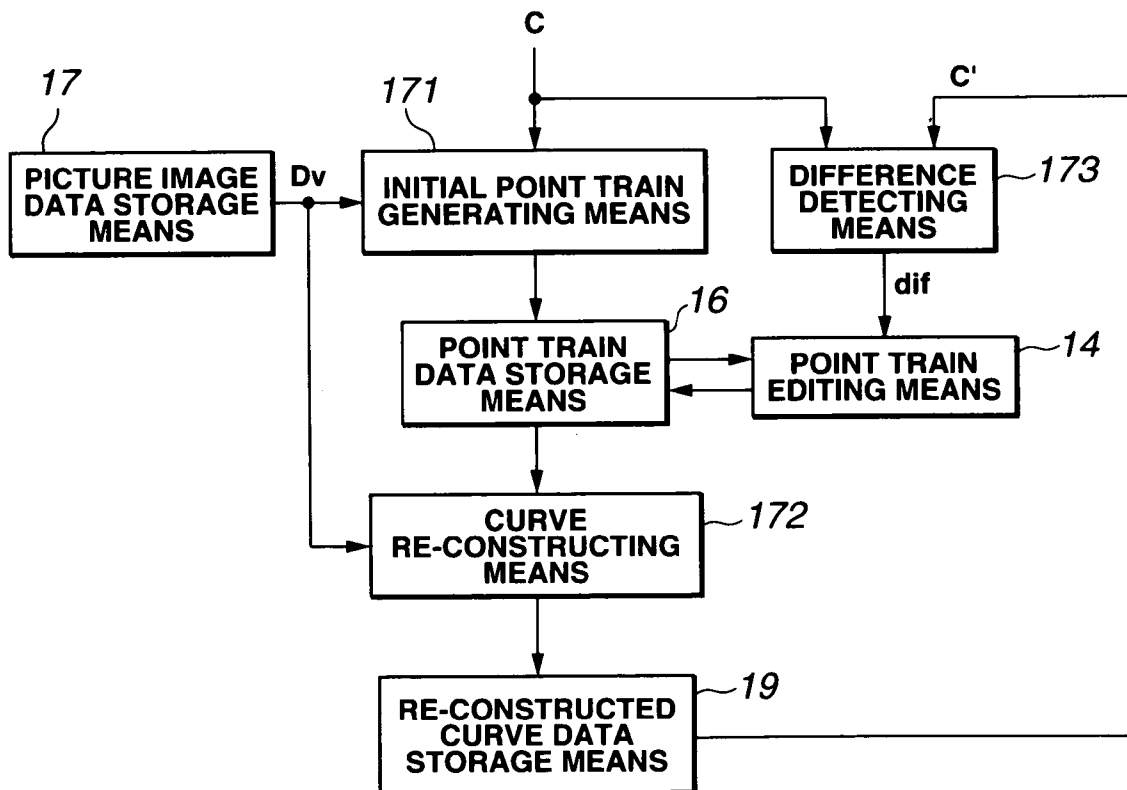 C
C'
17
171
173
PICTURE IMAGE
DATA STORAGE
MEANS
Dv
INITIAL POINT TRAIN
GENERATING MEANS
DIFFERENCE
DETECTING
MEANS
dif
16
14
POINT TRAIN
DATA STORAGE
MEANS
POINT TRAIN
EDITING MEANS
172
CURVE
RE-CONSTRUCTING
MEANS
19
RE-CONSTRUCTED
CURVE DATA
STORAGE MEANS